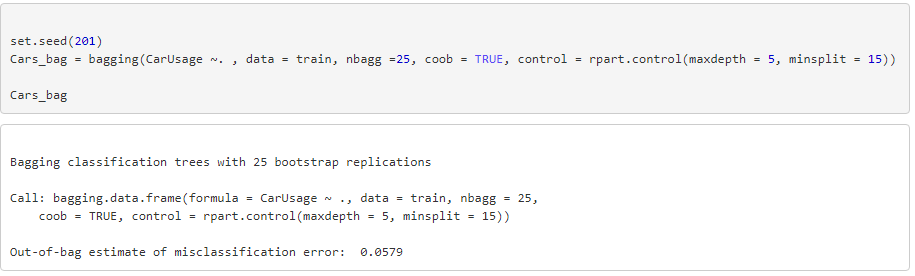 set.seed(201)
Cars_bag = bagging(CarUsage ~. , data = train, nbagg =25, coob = TRUE, control = rpart.control(maxdepth = 5, minsplit = 15))
Cars_bag
Bagging classification trees with 25 bootstrap replications
Call: bagging.data.frame(formula = CarUsage ~ ., data = train, nbagg = 25,
    coob = TRUE, control = rpart.control(maxdepth = 5, minsplit = 15))
Out-of-bag estimate of misclassification error:  0.0579